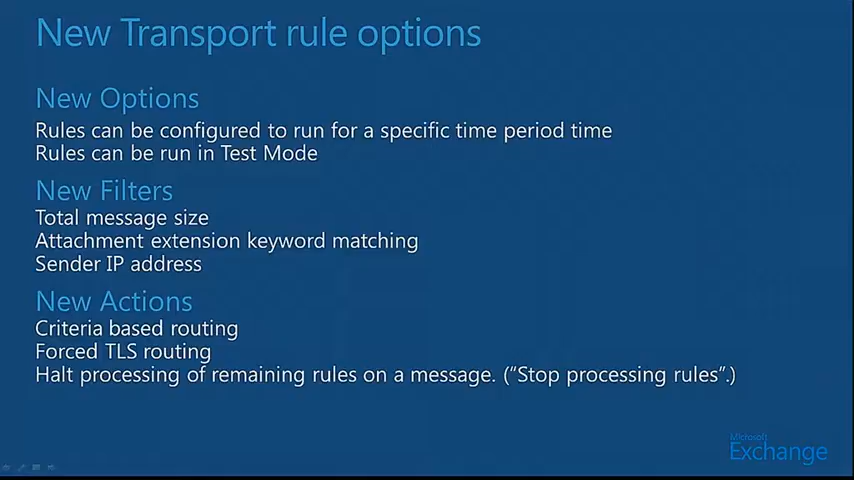 New Transport rule options
New Options
Rules can be configured to run for a specific time period time
Rules can be run in Test Mode
New Filters
Total message size
Attachment extension keyword matching
Sender IP address
New Actions
Criteria based routing
Forced TLS routing
Halt processing of remaining rules on a message. (“Stop processing rules”.)
Microsoft
Exchange